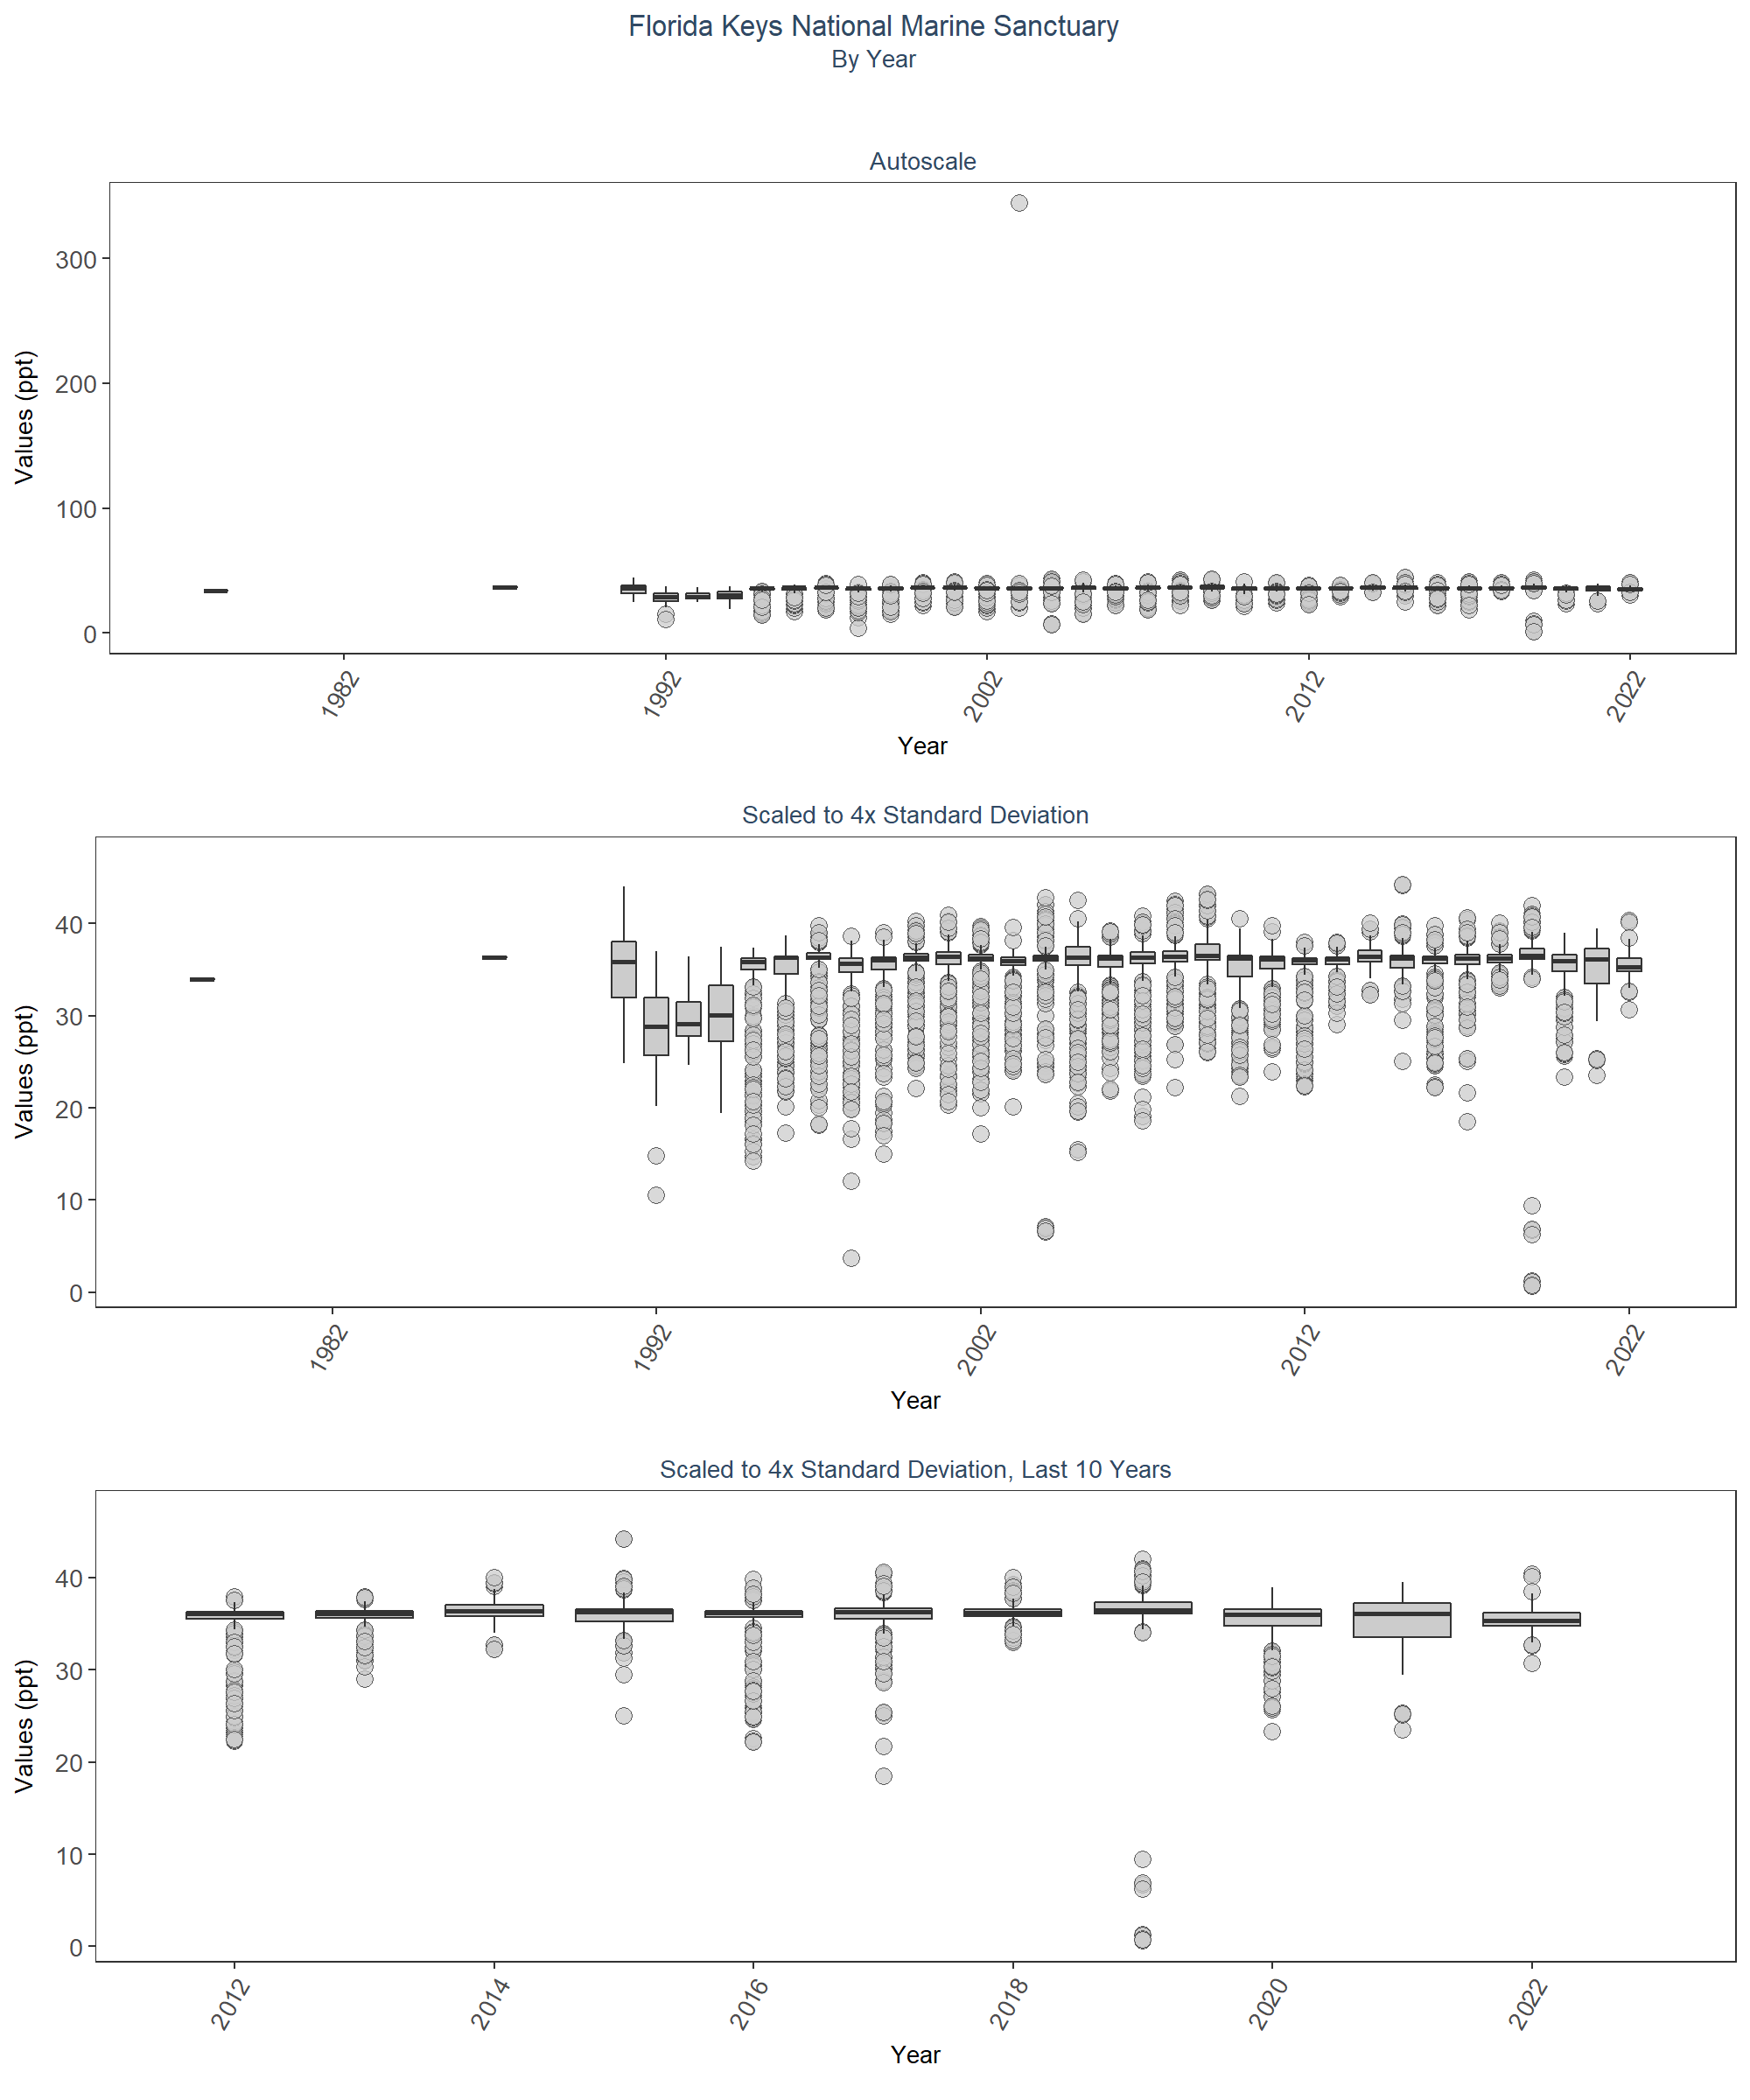 Florida Keys National Marine Sanctuary
By Year
Autoscale
Values (ppt)
300
200
100
0
1982
1992
2002
2012
2022
Year
Scaled to 4x Standard Deviation
Values (ppt)
40
30
20
10
0
1982
1992
2002
2012
2022
Year
Scaled to 4x Standard Deviation, Last 10 Years
Values (ppt)
40
30
20
10
0
2012
2014
2016
2018
2020
2022
Year